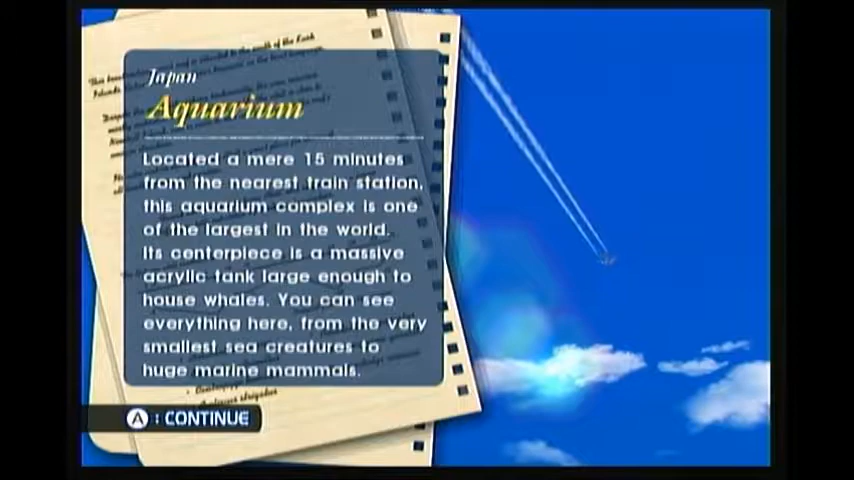 Japan
Aquarium
Located a mere 15 minutes
from the nearest train station,
this aquarium complex is one
of the largest in the world.
Its centerpiece is a massive
acrylic tank large enough to
house whales. You can see
everything here, from the very
smallest sea creatures to
huge marine mammals.
A : CONTINUE